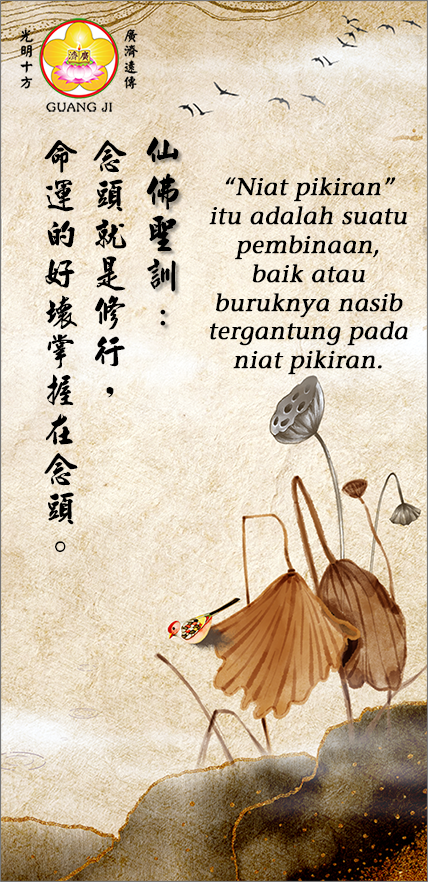 光明十方
廣濟
廣濟遠傳
GUANG JI
仙佛聖訓：
念頭就是修行，
命運的好壞掌握在念頭。
“Niat pikiran”
itu adalah suatu
pembinaan,
baik atau
buruknya nasib
tergantung pada
niat pikiran.